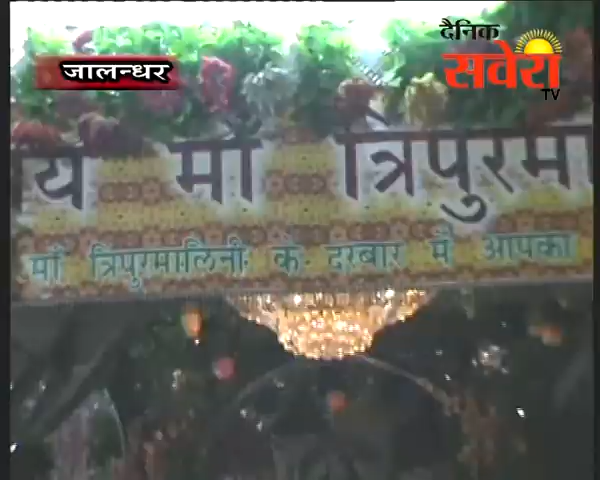 दैनिक
सवेरा
TV
जालन्धर
य माँ त्रिपुरमा
माँ त्रिपुरमालिनी के दरबार में आपका